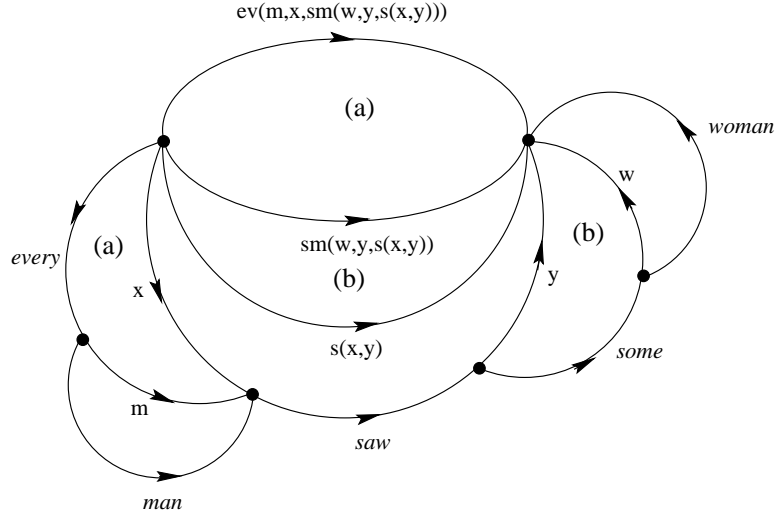 ev(m,x,sm(w,y,s(x,y)))
(a)
woman
w
(b)
(a)
sm(w,y,s(x,y))
every
(b)
x
y
s(x,y)
some
m
saw
man